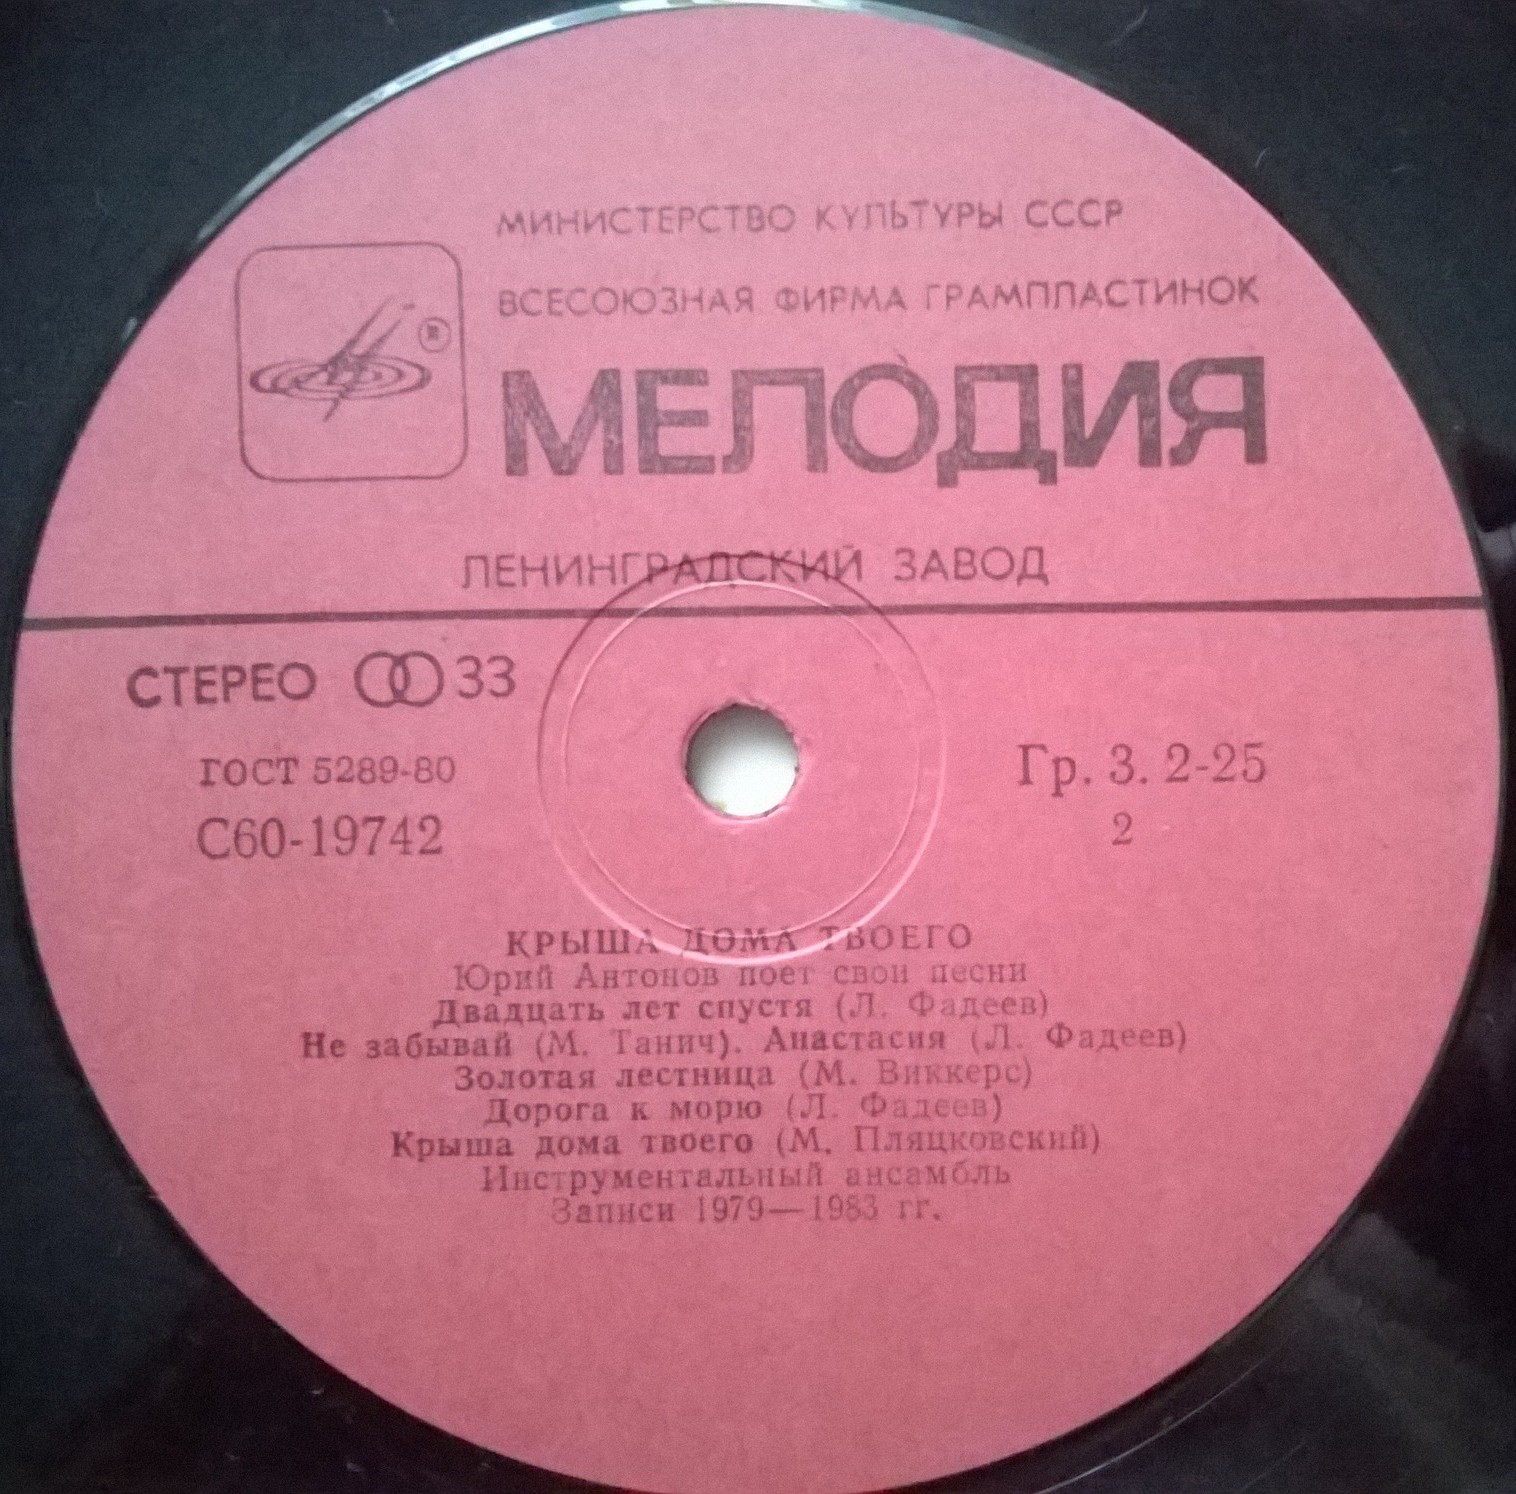 МИНИСТЕРСТВО КУЛЬТУРЫ СССР
ВСЕСОЮЗНАЯ ФИРМА ГРАМПЛАСТИНОК
®
МЕЛОДИЯ
ЛЕНИНГРАДСКИЙ ЗАВОД
СТЕРЕО 33
ГОСТ 5289-80
С60-19742
Гр. 3. 2-25
2
КРЫША ДОМА ТВОЕГО
Юрий Антонов поет свои песни
Двадцать лет спустя (Л. Фадеев)
Не забывай (М. Танич). Анастасия (Л. Фадеев)
Золотая лестница (М. Виккерс)
Дорога к морю (Л. Фадеев)
Крыша дома твоего (М. Пляцковский)
Инструментальный ансамбль
Записи 1979—1983 гг.